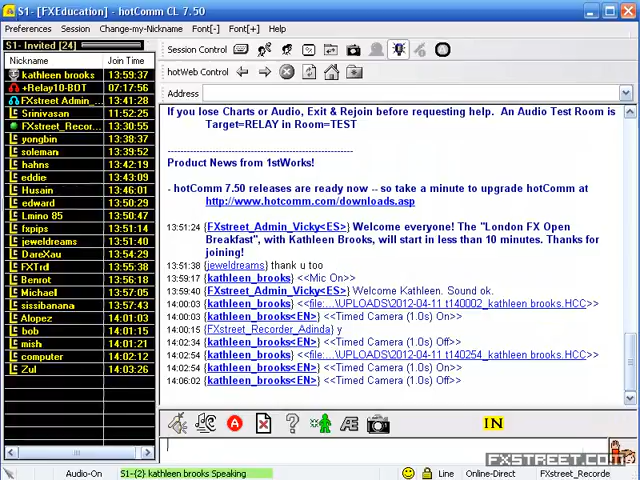 S1- [FXEducation] - hotComm CL 7.50
Preferences Session Change-my-Nickname Font[-] Font[+] Help
S1- Invited [24]
Session Control
Nickname Join Time
hotWeb Control
Address
kathleen brooks 13:59:37
+Relay10-BOT 07:17:56
FXstreet Admin_... 13:41:28
Srinivasan 11:52:25
FXstreet_Recor... 13:30:55
yongbin 13:38:37
soleman 13:39:52
hahns 13:42:19
eddie 13:43:09
Husain 13:46:01
edward 13:50:29
Lmino 85 13:50:47
fxpips 13:51:14
jeweldreams 13:51:40
DareXau 13:51:20
FXTrd 13:51:37
Benrot 13:51:16
Michael 13:57:05
sissibanana 13:57:43
Alopez 14:01:03
bob 14:01:15
mish 14:01:21
computer 14:02:12
Zul 14:03:26
If you lose Charts or Audio, Exit & Rejoin before requesting help. An Audio Test Room is
Target=RELAY in Room=TEST
----------------------------------------------------
Product News from 1stWorks!
- hotComm 7.50 releases are ready now -- so take a minute to upgrade hotComm at
http://www.hotcomm.com/downloads.asp
13:51:24 {FXstreet_Admin_Vicky<ES>} Welcome everyone! The "London FX Open
Breakfast", with Kathleen Brooks, will start in less than 10 minutes. Thanks for
joining!
13:51:38 {jeweldreams} thank u too
13:59:17 {kathleen_brooks} <<Mic On>>
13:59:40 {FXstreet_Admin_Vicky<ES>} Welcome Kathleen. Sound ok.
14:00:03 {kathleen_brooks} <<file:...\UPLOADS\2012-04-11 t140002_kathleen brooks.HCC>>
14:00:03 {kathleen_brooks<EN>} <<Timed Camera (1.0s) On>>
14:00:15 {FXstreet_Recorder_Adinda} y
14:02:34 {kathleen_brooks<EN>} <<Timed Camera (1.0s) Off>>
14:02:54 {kathleen_brooks} <<file:...\UPLOADS\2012-04-11 t140254_kathleen brooks.HCC>>
14:02:54 {kathleen_brooks<EN>} <<Timed Camera (1.0s) On>>
14:06:02 {kathleen_brooks<EN>} <<Timed Camera (1.0s) Off>>
A ? Æ IN
FXSTREET.COM
Audio-On S1-{2} kathleen brooks Speaking Line Online-Direct FXstreet_Recorde